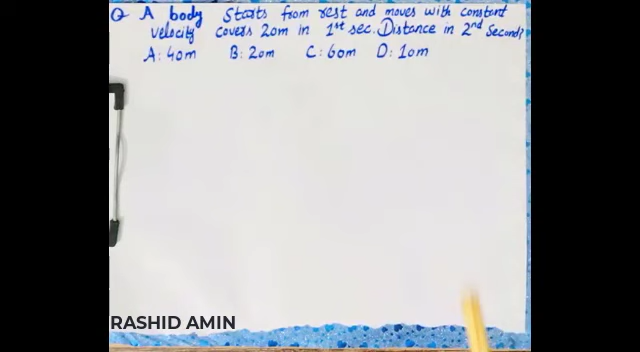 Q A body starts from rest and moves with constant
velocity covers 20m in 1st sec. Distance in 2nd second?
A: 40m B: 20m C: 60m D: 10m
RASHID AMIN